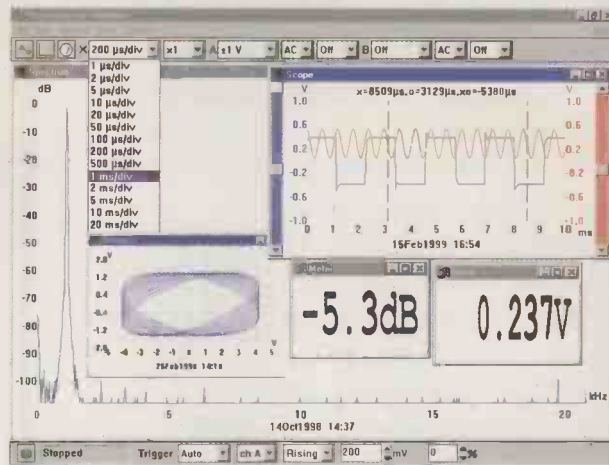 200 µs/div x1 A ±1 V AC Off B Off AC Off
1 µs/div
2 µs/div
5 µs/div
10 µs/div
20 µs/div
50 µs/div
100 µs/div
200 µs/div
500 µs/div
1 ms/div
2 ms/div
5 ms/div
10 ms/div
20 ms/div
dB
0
-10
-20
-30
-40
-50
-60
-70
-80
-90
-100
Scope
V x=8509µs,o=3129µs,xo=-5380µs V
1.0 1.0
0.6 0.6
0.2 0.2
-0.2 -0.2
-0.6 -0.6
-1.0 -1.0
0 1 2 3 4 5 6 7 8 9 10 ms
15Feb1999 16:54
2.0 V
1.2
0.4
-0.4
-1.2
-4 -3 -2 -1 0 1 2 3 4 5
V
-5.3dB
0.237V
0 5 10 15 20 kHz
14Oct1998 14:37
Stopped Trigger Auto ch A Rising 200 mV 0 %